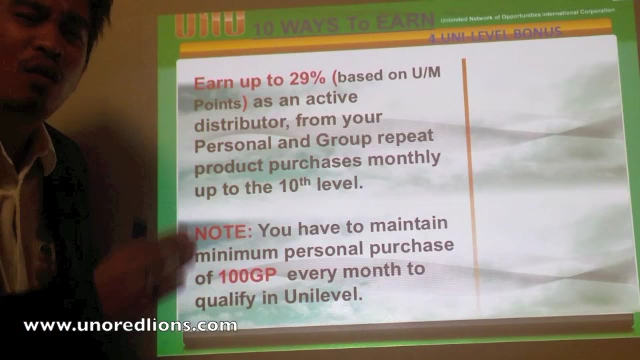 UNO 10 WAYS To EARN
Unlimited Network of Opportunities International Corporation
4 UNI-LEVEL BONUS
Earn up to 29% (based on U/M
Points) as an active
distributor, from your
Personal and Group repeat
product purchases monthly
up to the 10th level.
NOTE: You have to maintain
minimum personal purchase
of 100GP every month to
qualify in Unilevel.
www.unoredlions.com